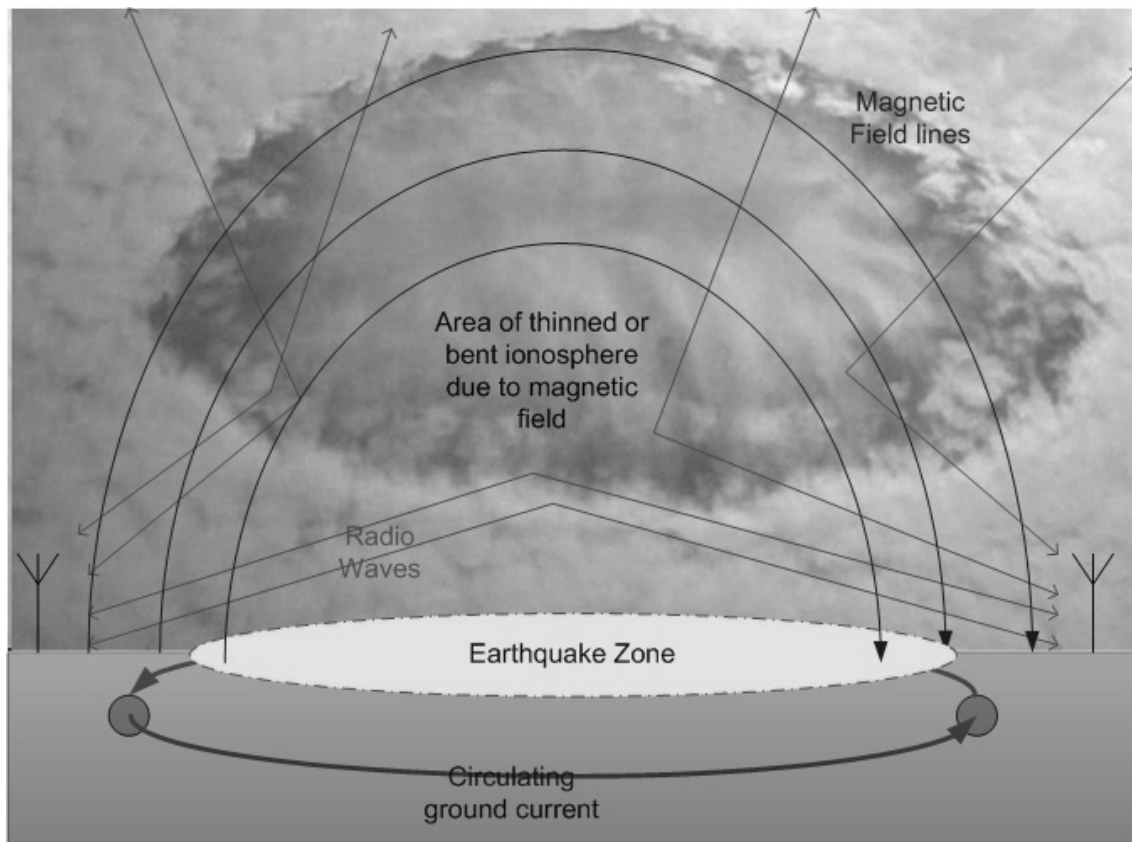 Magnetic
Field lines
Area of thinned or
bent ionosphere
due to magnetic
field
Radio
Waves
Earthquake Zone
Circulating
ground current